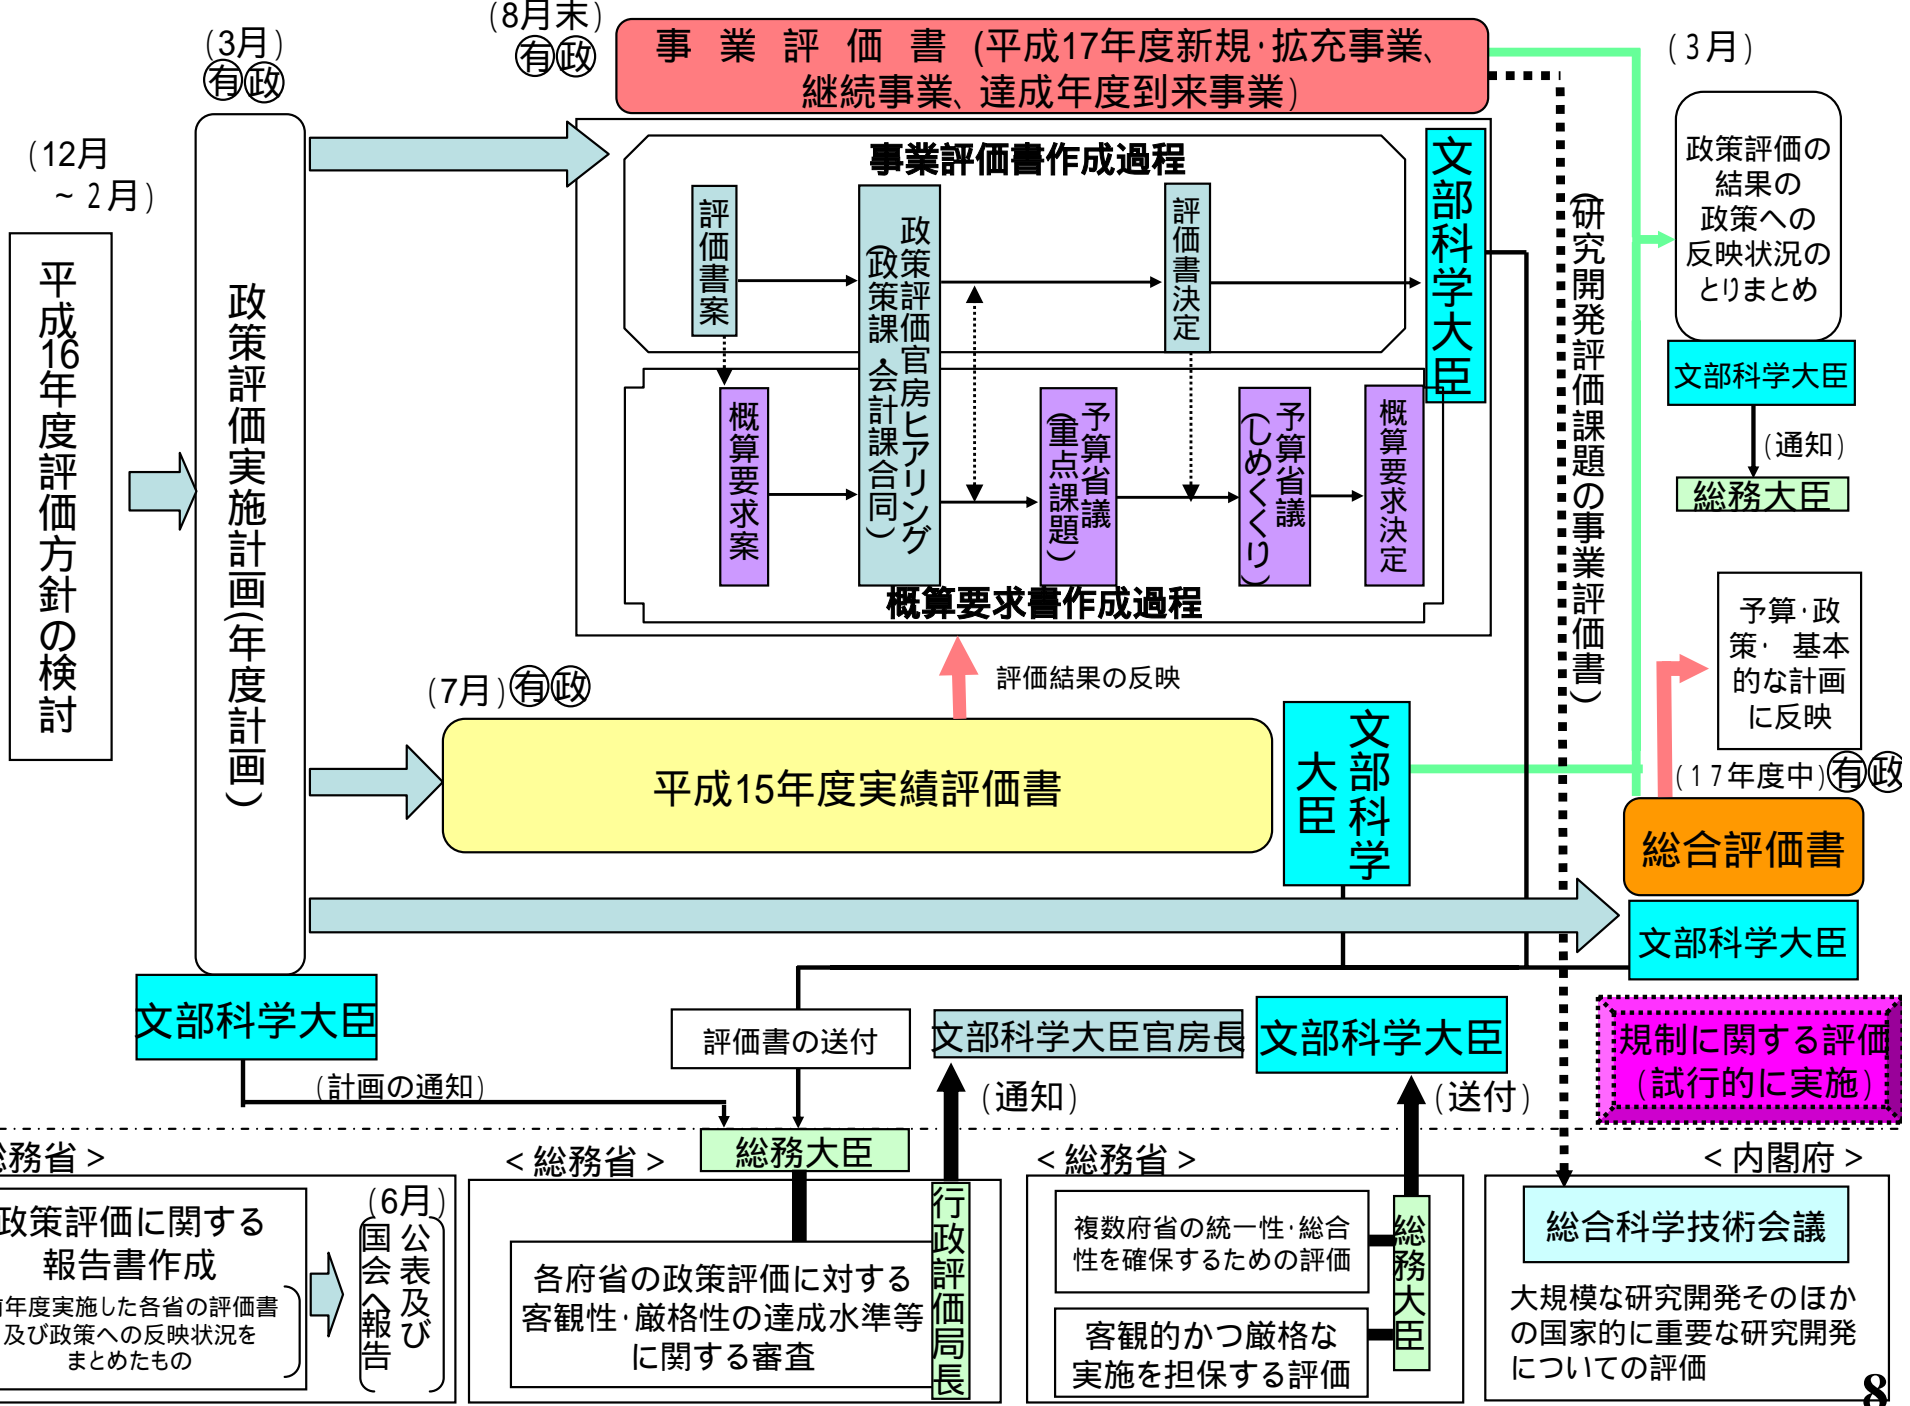 (8月末)
有 政
事業評価書(平成17年度新規・拡充事業、
継続事業、達成年度到来事業)
(3月)
有 政
(3月)
(12月
~2月)
平成16年度評価方針の検討
政策評価実施計画(年度計画)
事業評価書作成過程
評価書案
政策評価官房ヒアリング
(政策課・会計課合同)
評価書決定
文部科学大臣
概算要求案
予算省議
(重点課題)
予算省議
(しめくくり)
概算要求決定
概算要求書作成過程
(研究開発評価課題の事業評価書)
政策評価の
結果の
政策への
反映状況の
とりまとめ
文部科学大臣
(通知)
総務大臣
予算・政
策・ 基本
的な計画
に反映
評価結果の反映
(7月)有 政
平成15年度実績評価書
文部科学
大臣
(17年度中)有 政
総合評価書
文部科学大臣
文部科学大臣
(計画の通知)
評価書の送付
文部科学大臣官房長
文部科学大臣
(通知)
(送付)
規制に関する評価
(試行的に実施)
務省>
政策評価に関する
報告書作成
年度実施した各省の評価書
及び政策への反映状況を
まとめたもの
(6月)
公表及び
国会へ報告
<総務省>
総務大臣
各府省の政策評価に対する
客観性・厳格性の達成水準等
に関する審査
行政評価局長
<総務省>
複数府省の統一性・総合
性を確保するための評価
客観的かつ厳格な
実施を担保する評価
総務大臣
<内閣府>
総合科学技術会議
大規模な研究開発そのほか
の国家的に重要な研究開発
についての評価
8